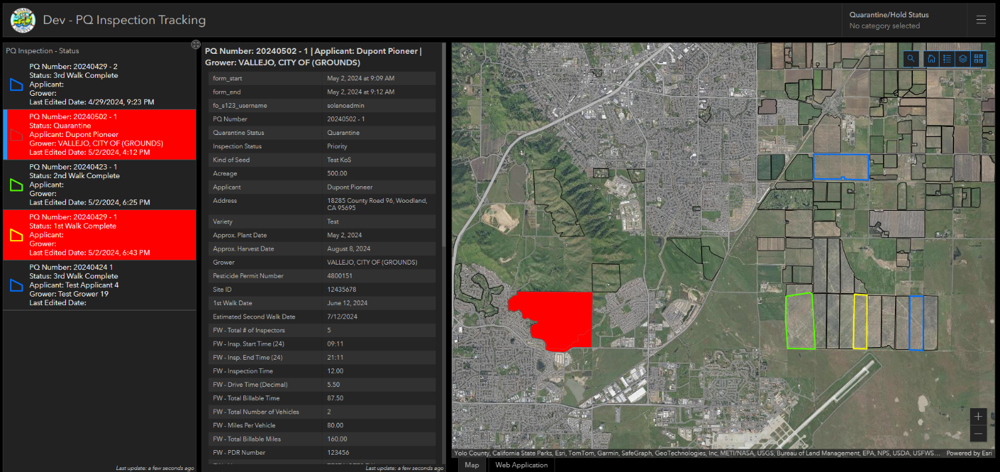 Dev - PQ Inspection Tracking
Quarantine/Hold Status
No category selected
PQ Inspection - Status
PQ Number: 20240429 - 2
Status: 3rd Walk Complete
Applicant:
Grower:
Last Edited Date: 4/29/2024, 9:23 PM
PQ Number: 20240502 - 1
Status: Quarantine
Applicant: Dupont Pioneer
Grower: VALLEJO, CITY OF (GROUNDS)
Last Edited Date: 5/2/2024, 4:12 PM
PQ Number: 20240423 - 1
Status: 2nd Walk Complete
Applicant:
Grower:
Last Edited Date: 5/2/2024, 6:25 PM
PQ Number: 20240429 - 1
Status: 1st Walk Complete
Applicant:
Grower:
Last Edited Date: 5/2/2024, 6:43 PM
PQ Number: 20240424 1
Status: 3rd Walk Complete
Applicant: Test Applicant 4
Grower: Test Grower 19
Last Edited Date:
Last update: a few seconds ago
PQ Number: 20240502 - 1 | Applicant: Dupont Pioneer |
Grower: VALLEJO, CITY OF (GROUNDS)
form_start May 2, 2024 at 9:09 AM
form_end May 2, 2024 at 9:12 AM
fo_s123_username solanoadmin
PQ Number 20240502 - 1
Quarantine Status Quarantine
Inspection Status Priority
Kind of Seed Test KoS
Acreage 500.00
Applicant Dupont Pioneer
Address 18285 County Road 96, Woodland,
CA 95695
Variety Test
Approx. Plant Date May 2, 2024
Approx. Harvest Date August 8, 2024
Grower VALLEJO, CITY OF (GROUNDS)
Pesticide Permit Number 4800151
Site ID 12435678
1st Walk Date June 12, 2024
Estimated Second Walk Date 7/12/2024
FW - Total # of Inspectors 5
FW - Insp. Start Time (24) 09:11
FW - Insp. End Time (24) 21:11
FW - Inspection Time 12.00
FW - Drive Time (Decimal) 5.50
FW - Total Billable Time 87.50
FW - Total Number of Vehicles 2
FW - Miles Per Vehicle 80.00
FW - Total Billable Miles 160.00
FW - PDR Number 123456
Last update: a few seconds ago
Yolo County, California State Parks, Esri, TomTom, Garmin, SafeGraph, GeoTechnologies, Inc, METI/NASA, USGS, Bureau of Land Management, EPA, NPS, USDA, USFWS... Powered by Esri
Map Web Application